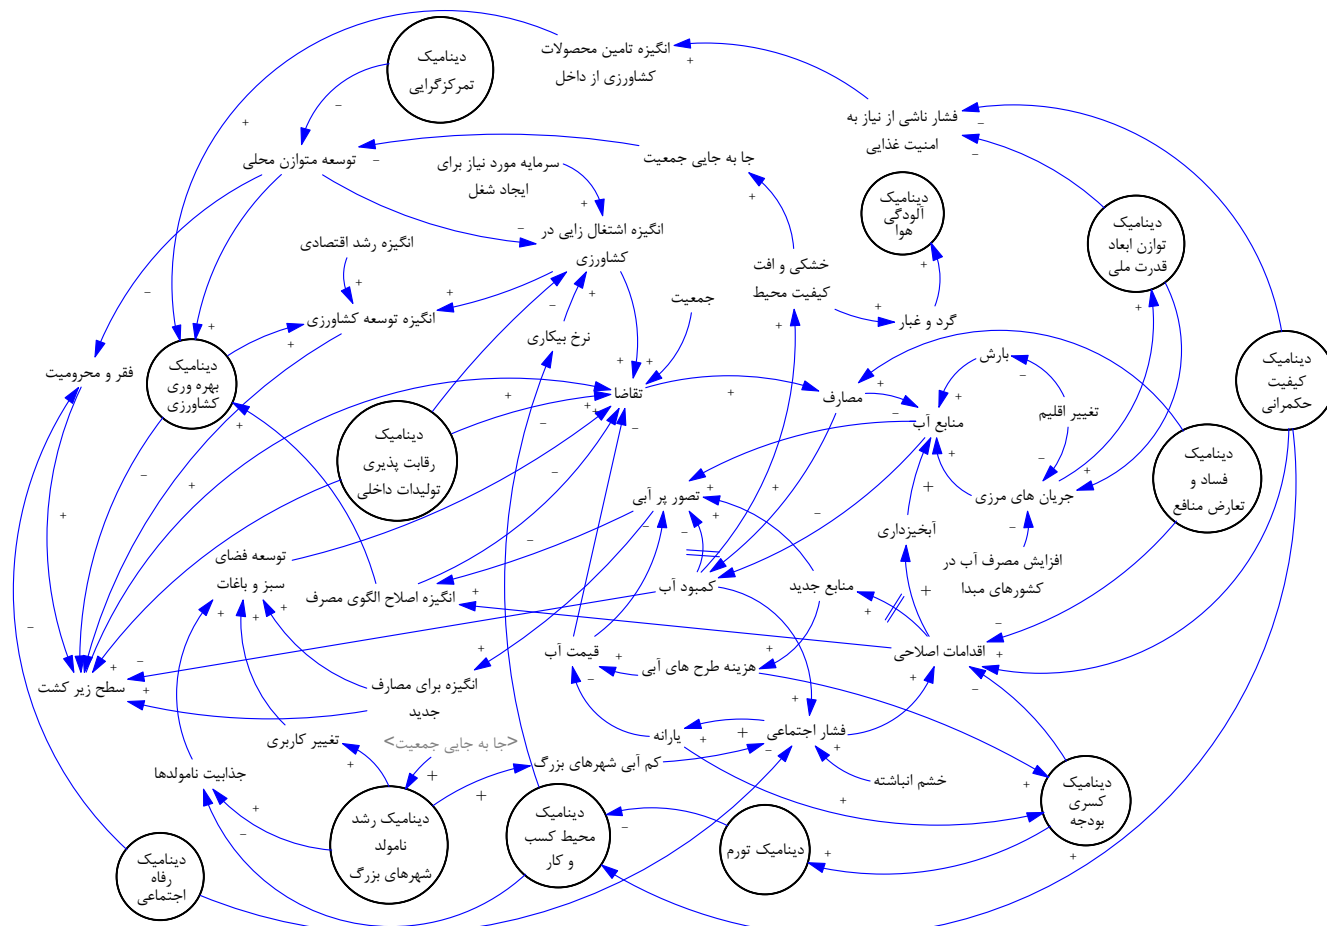 دینامیک
تمرکزگرایی
انگیزه تامین محصولات
کشاورزی از داخل
فشار ناشی از نیاز به
امنیت غذایی
توسعه متوازن محلی
سرمایه مورد نیاز برای
ایجاد شغل
جا به جایی جمعیت
دینامیک
آلودگی
هوا
دینامیک
توازن ابعاد
قدرت ملی
انگیزه رشد اقتصادی
انگیزه اشتغال زایی در
کشاورزی
خشکی و افت
کیفیت محیط
جمعیت
گرد و غبار
انگیزه توسعه کشاورزی
نرخ بیکاری
بارش
دینامیک
کیفیت
حکمرانی
فقر و محرومیت
دینامیک
بهره وری
کشاورزی
تقاضا
مصارف
منابع آب
تغییر اقلیم
دینامیک
رقابت پذیری
تولیدات داخلی
دینامیک
فساد و
تعارض منافع
تصور پر آبی
جریان های مرزی
آبخیزداری
توسعه فضای
سبز و باغات
انگیزه اصلاح الگوی مصرف
کمبود آب
منابع جدید
افزایش مصرف آب در
کشورهای مبدا
سطح زیر کشت
انگیزه برای مصارف
جدید
قیمت آب
هزینه طرح های آبی
اقدامات اصلاحی
تغییر کاربری
<جا به جایی جمعیت>
یارانه
فشار اجتماعی
جذابیت نامولدها
کم آبی شهرهای بزرگ
خشم انباشته
دینامیک
کسری
بودجه
دینامیک رشد
نامولد
شهرهای بزرگ
دینامیک
محیط کسب
و کار
دینامیک تورم
دینامیک
رفاه
اجتماعی